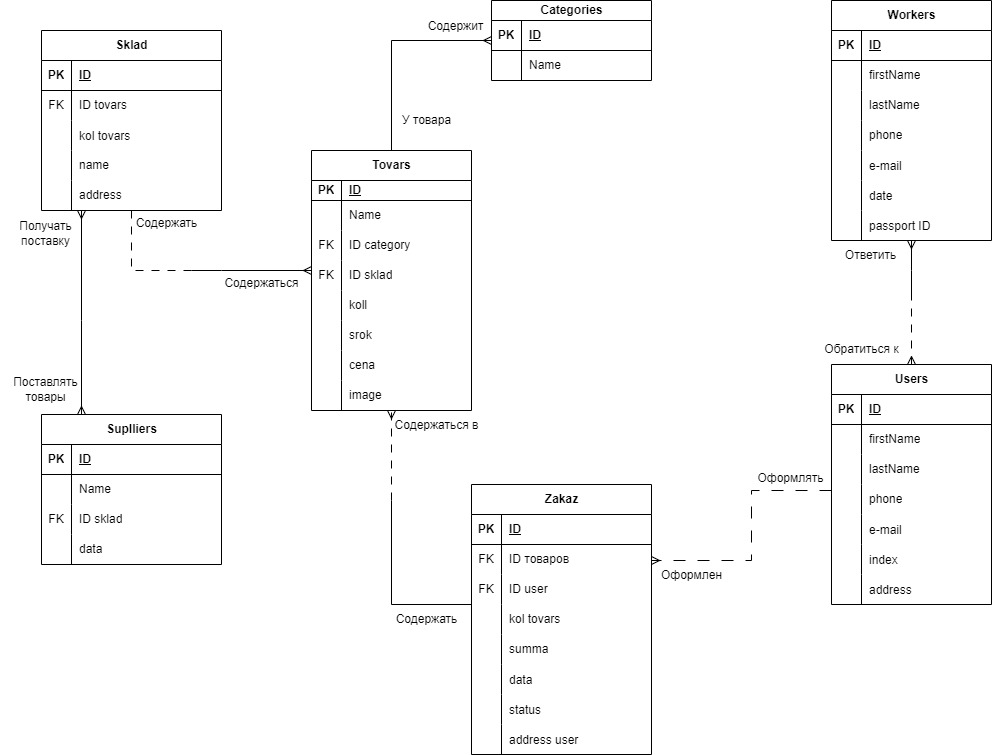 Sklad
PK ID
FK ID tovars
kol tovars
name
address
Categories
PK ID
Name
Workers
PK ID
firstName
lastName
phone
e-mail
date
passport ID
Содержит
У товара
Tovars
PK ID
Name
FK ID category
FK ID sklad
koll
srok
cena
image
Получать
поставку
Содержать
Содержаться
Ответить
Обратиться к
Поставлять
товары
Suplliers
PK ID
Name
FK ID sklad
data
Содержаться в
Содержать
Zakaz
PK ID
FK ID товаров
FK ID user
kol tovars
summa
data
status
address user
Оформлять
Оформлен
Users
PK ID
firstName
lastName
phone
e-mail
index
address